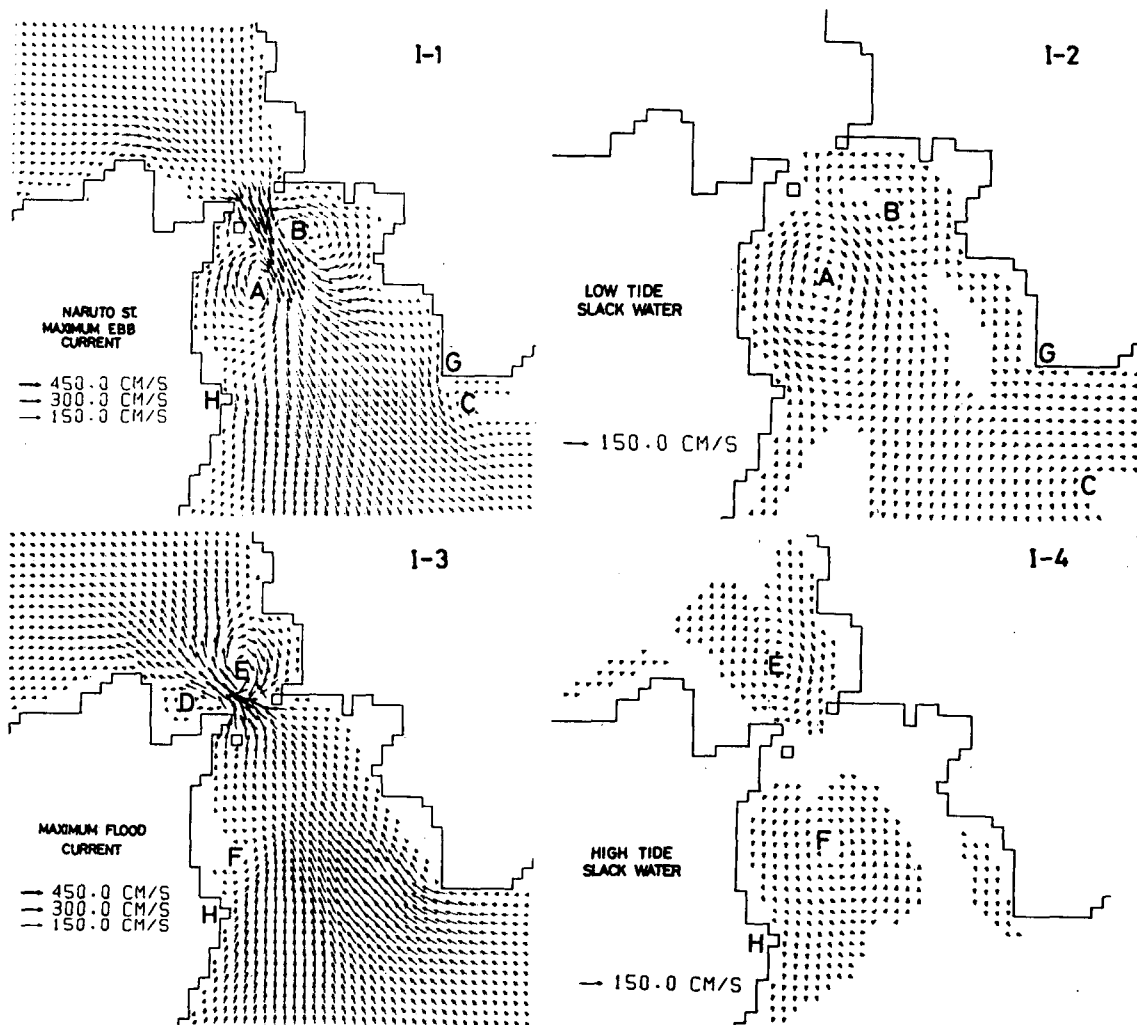 I-1
B
A
NARUTO ST.
MAXIMUM EBB
CURRENT
450.0 CM/S
300.0 CM/S
150.0 CM/S
G
H
C
I-2
B
A
LOW TIDE
SLACK WATER
G
150.0 CM/S
C
I-3
E
D
MAXIMUM FLOOD
CURRENT
F
450.0 CM/S
300.0 CM/S
150.0 CM/S
H
I-4
E
F
HIGH TIDE
SLACK WATER
H
150.0 CM/S